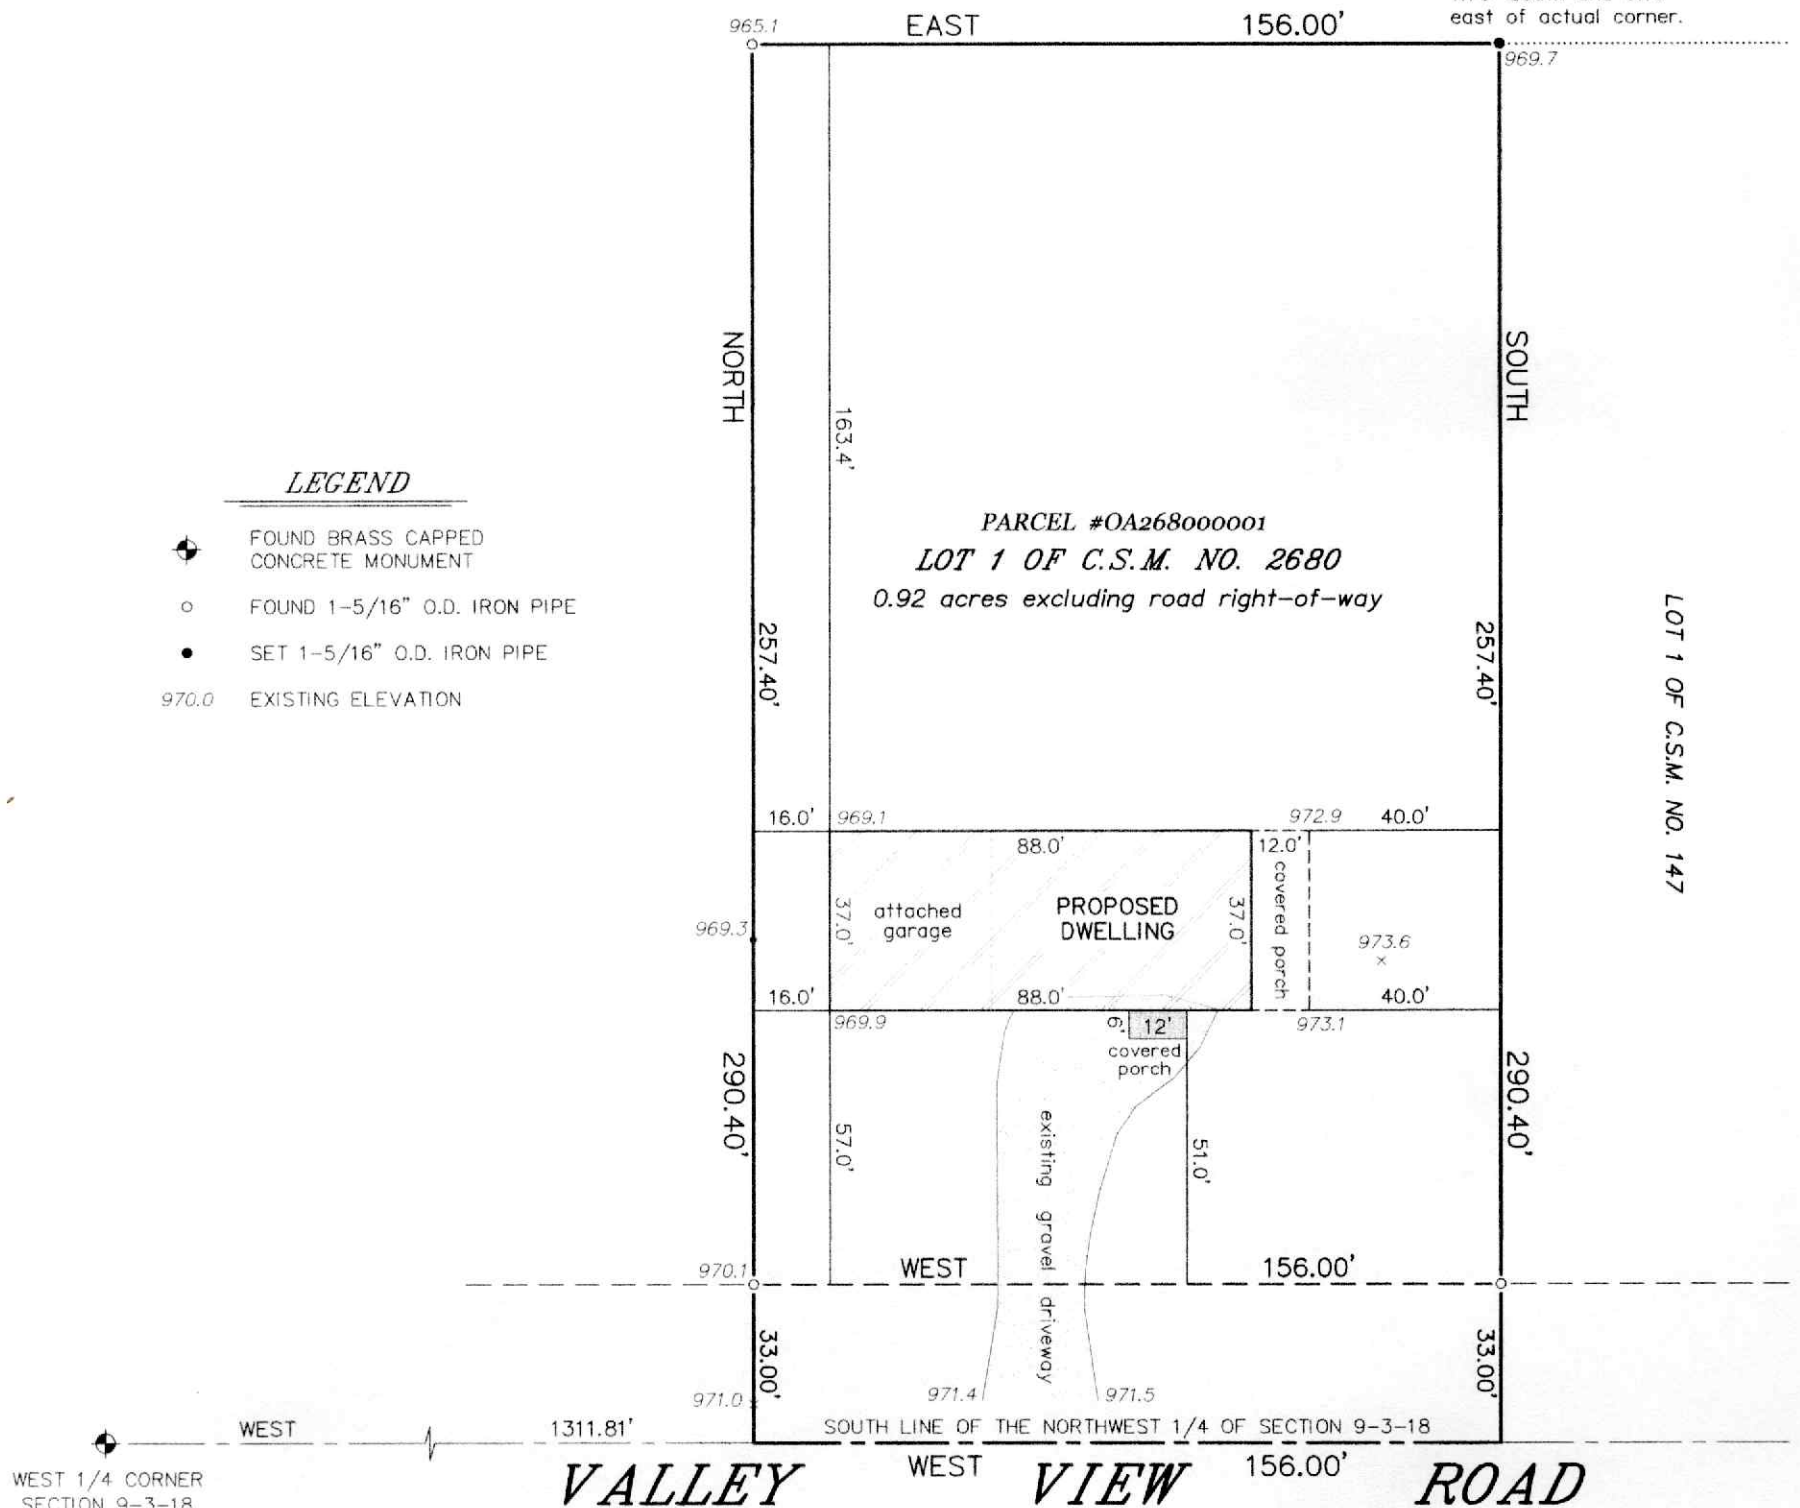 east of actual corner.
965.1
EAST
156.00'
969.7
NORTH
SOUTH
163.4'
LEGEND
FOUND BRASS CAPPED
CONCRETE MONUMENT
FOUND 1-5/16" O.D. IRON PIPE
SET 1-5/16" O.D. IRON PIPE
970.0 EXISTING ELEVATION
PARCEL #OA268000001
LOT 1 OF C.S.M. NO. 2680
0.92 acres excluding road right-of-way
257.40'
257.40'
LOT 1 OF C.S.M. NO. 147
16.0'
969.1
972.9
40.0'
88.0'
12.0'
37.0'
attached
garage
PROPOSED
DWELLING
37.0'
covered porch
969.3
973.6
16.0'
88.0'
40.0'
969.9
6'
12'
973.1
covered
porch
290.40'
290.40'
57.0'
existing gravel driveway
51.0'
970.1
WEST
156.00'
33.00'
33.00'
971.0
971.4
971.5
WEST
1311.81'
SOUTH LINE OF THE NORTHWEST 1/4 OF SECTION 9-3-18
WEST
156.00'
VALLEY VIEW ROAD
WEST 1/4 CORNER
SECTION 9-3-18